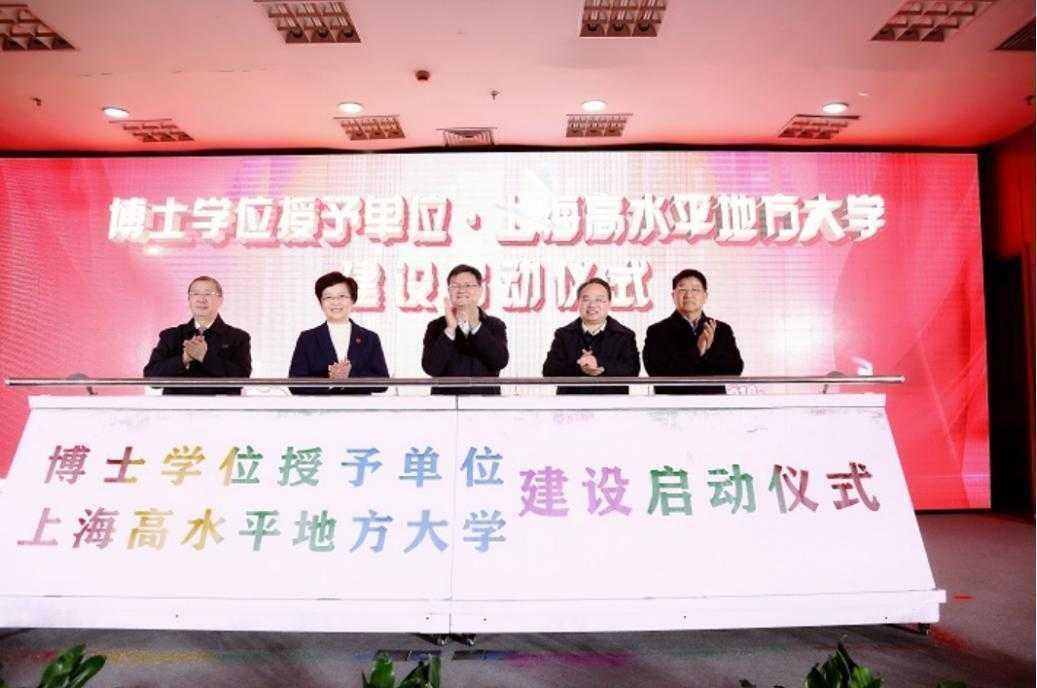 博士学位授予单位·上海高水平地方大学
建设启动仪式
博士学位授予单位
上海高水平地方大学
建设启动仪式